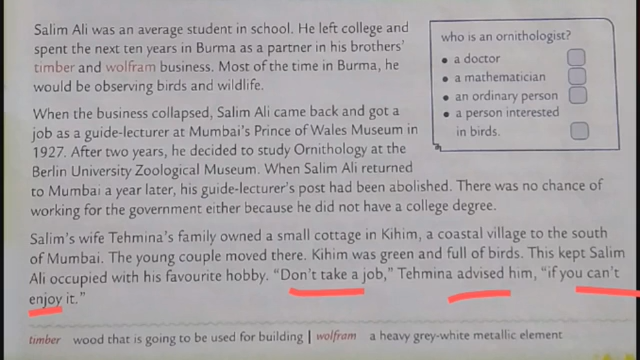 Salim Ali was an average student in school. He left college and
spent the next ten years in Burma as a partner in his brothers'
timber and wolfram business. Most of the time in Burma, he
would be observing birds and wildlife.
When the business collapsed, Salim Ali came back and got a
job as a guide-lecturer at Mumbai's Prince of Wales Museum in
1927. After two years, he decided to study Ornithology at the
Berlin University Zoological Museum. When Salim Ali returned
to Mumbai a year later, his guide-lecturer's post had been abolished. There was no chance of
working for the government either because he did not have a college degree.
Salim's wife Tehmina's family owned a small cottage in Kihim, a coastal village to the south
of Mumbai. The young couple moved there. Kihim was green and full of birds. This kept Salim
Ali occupied with his favourite hobby. "Don't take a job," Tehmina advised him, "if you can't
enjoy it."
who is an ornithologist?
• a doctor
• a mathematician
• an ordinary person
• a person interested
in birds.
timber wood that is going to be used for building | wolfram a heavy grey-white metallic element